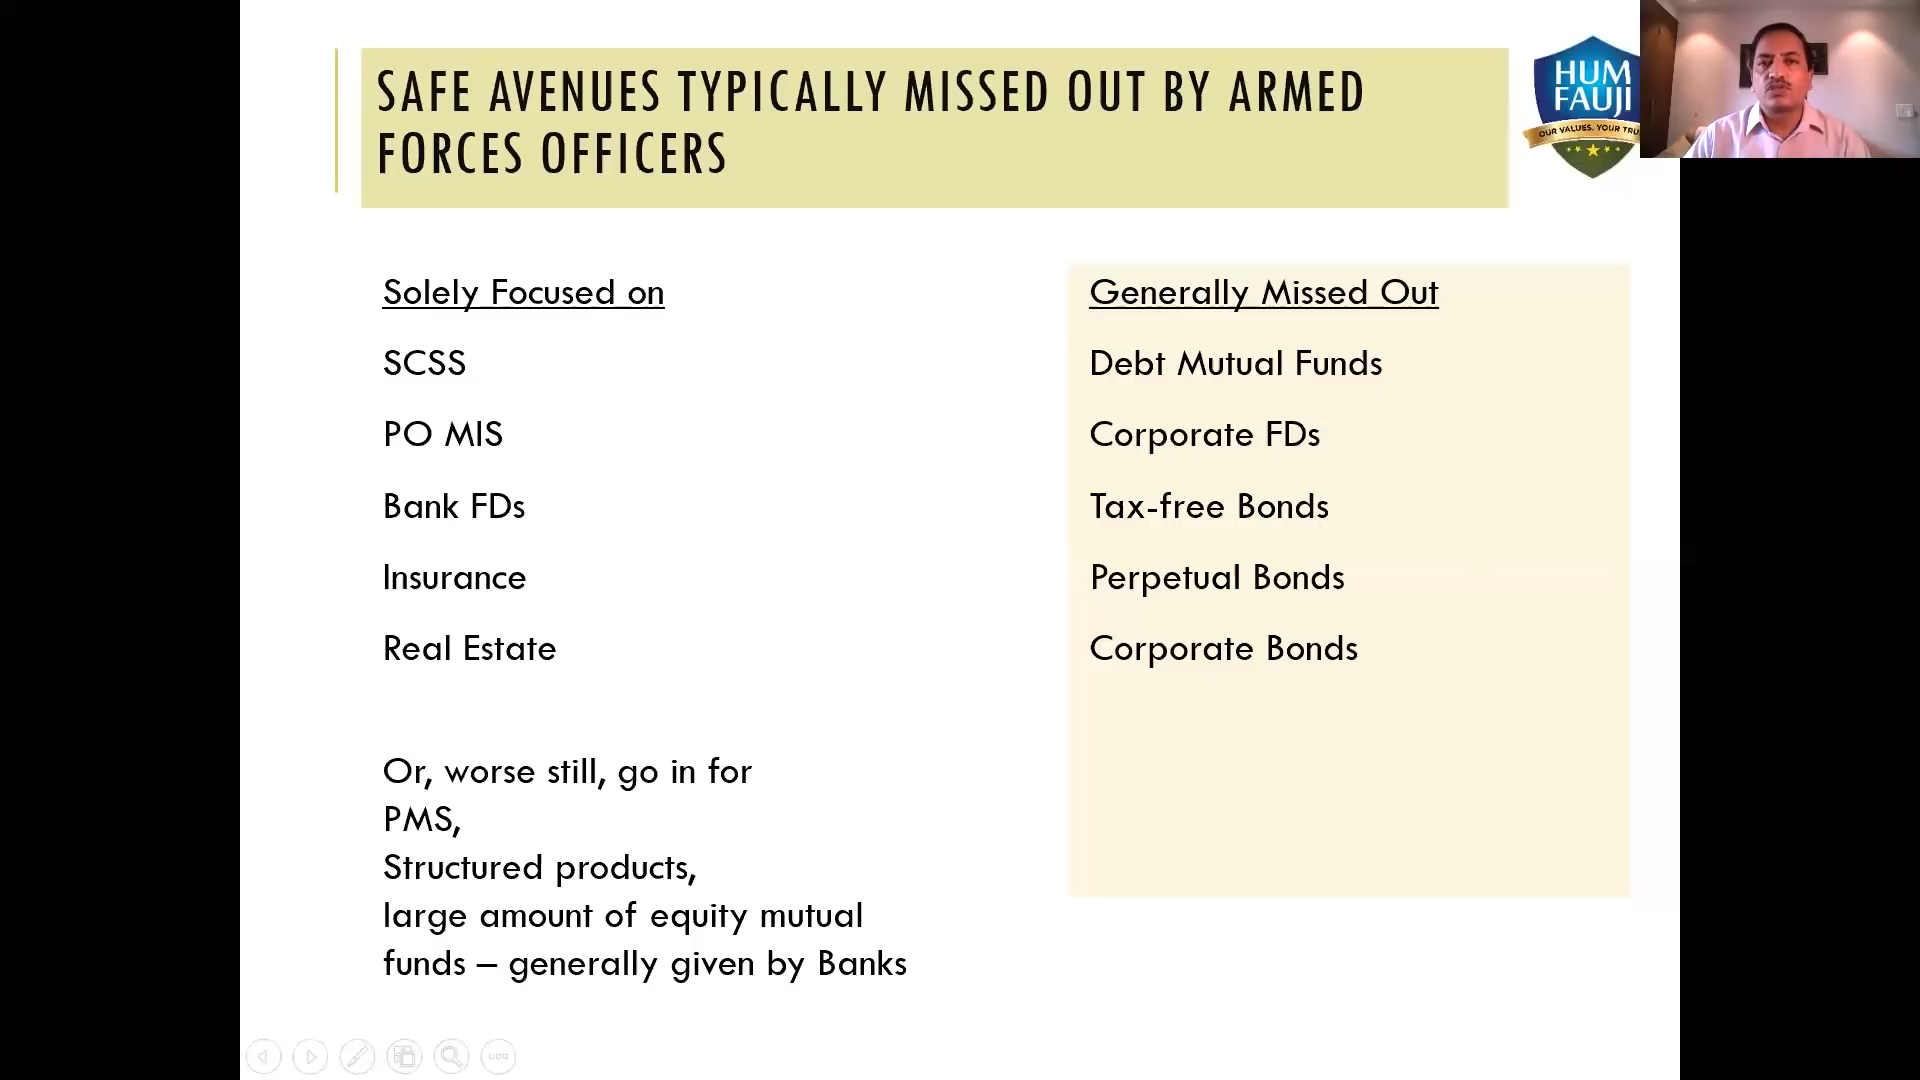 SAFE AVENUES TYPICALLY MISSED OUT BY ARMED
FORCES OFFICERS
HUM
FAUJI
OUR VALUES. YOUR
Solely Focused on
SCSS
PO MIS
Bank FDs
Insurance
Real Estate
Or, worse still, go in for
PMS,
Structured products,
large amount of equity mutual
funds – generally given by Banks
Generally Missed Out
Debt Mutual Funds
Corporate FDs
Tax-free Bonds
Perpetual Bonds
Corporate Bonds